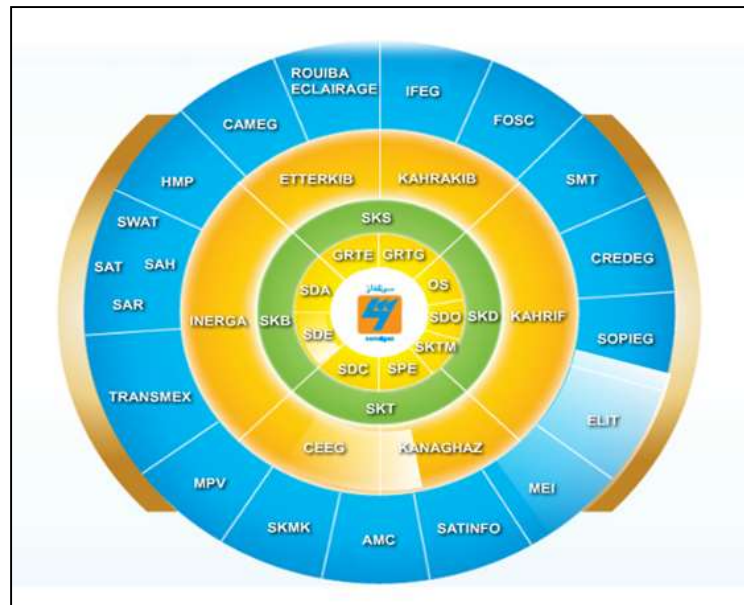 ROUIBA
ECLAIRAGE
IFEG
FOSC
SMT
CREDEG
SOPIEG
ELIT
MEI
SATINFO
AMC
SKMK
MPV
TRANSMEX
SAR
SAT
SAH
SWAT
HMP
CAMEG
ETTERKIB
KAHRAKIB
KAHRIF
KANAGHAZ
CEEG
INERGA
SKS
SKD
SKT
SKB
GRTE
GRTG
OS
SDO
SKTM
SPE
SDC
SDE
SDA
سونلغاز
sonelgaz